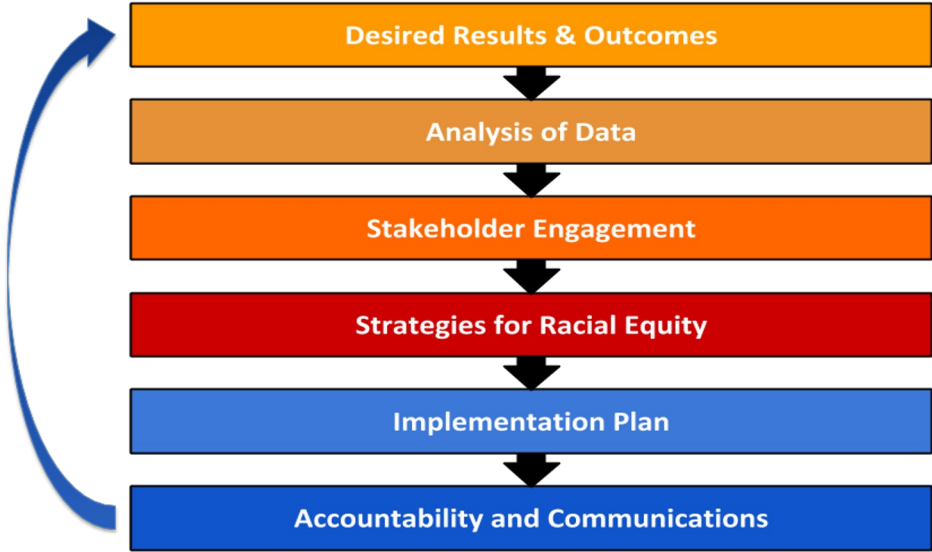 Desired Results & Outcomes
Analysis of Data
Stakeholder Engagement
Strategies for Racial Equity
Implementation Plan
Accountability and Communications